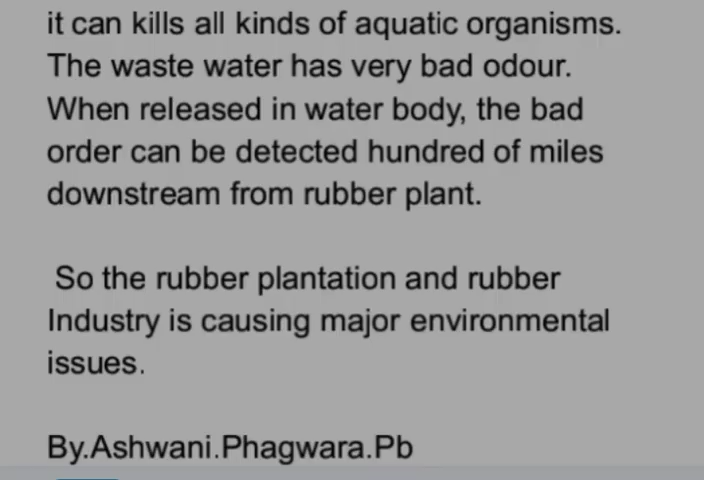 it can kills all kinds of aquatic organisms.
The waste water has very bad odour.
When released in water body, the bad
order can be detected hundred of miles
downstream from rubber plant.
So the rubber plantation and rubber
Industry is causing major environmental
issues.
By.Ashwani.Phagwara.Pb